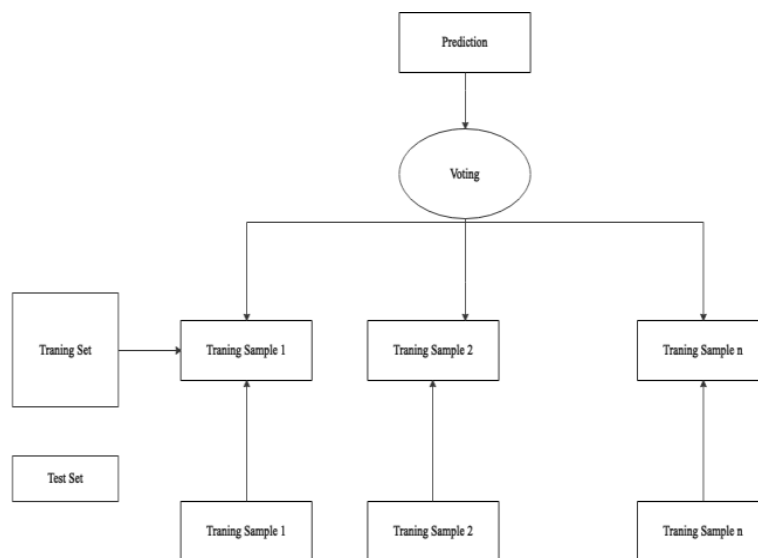 Prediction
Voting
Traning Set
Traning Sample 1
Traning Sample 2
Traning Sample n
Test Set
Traning Sample 1
Traning Sample 2
Traning Sample n